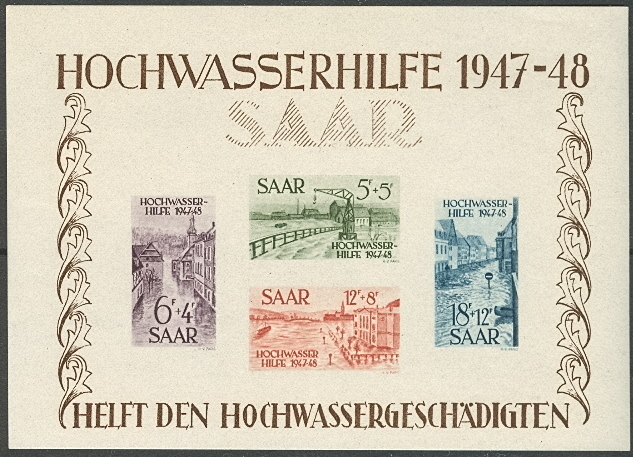 HOCHWASSERHILFE 1947-48
SAAR
SAAR 5F+5F
HOCHWASSER-
HILFE 1947-48
HOCHWASSER-
HILFE 1947-48
6F+4F
SAAR
SAAR 12F+8F
HOCHWASSER
HILFE 1947-48
HOCHWASSER-
HILFE 1947-48
18F+12F
SAAR
HELFT DEN HOCHWASSERGESCHÄDIGTEN